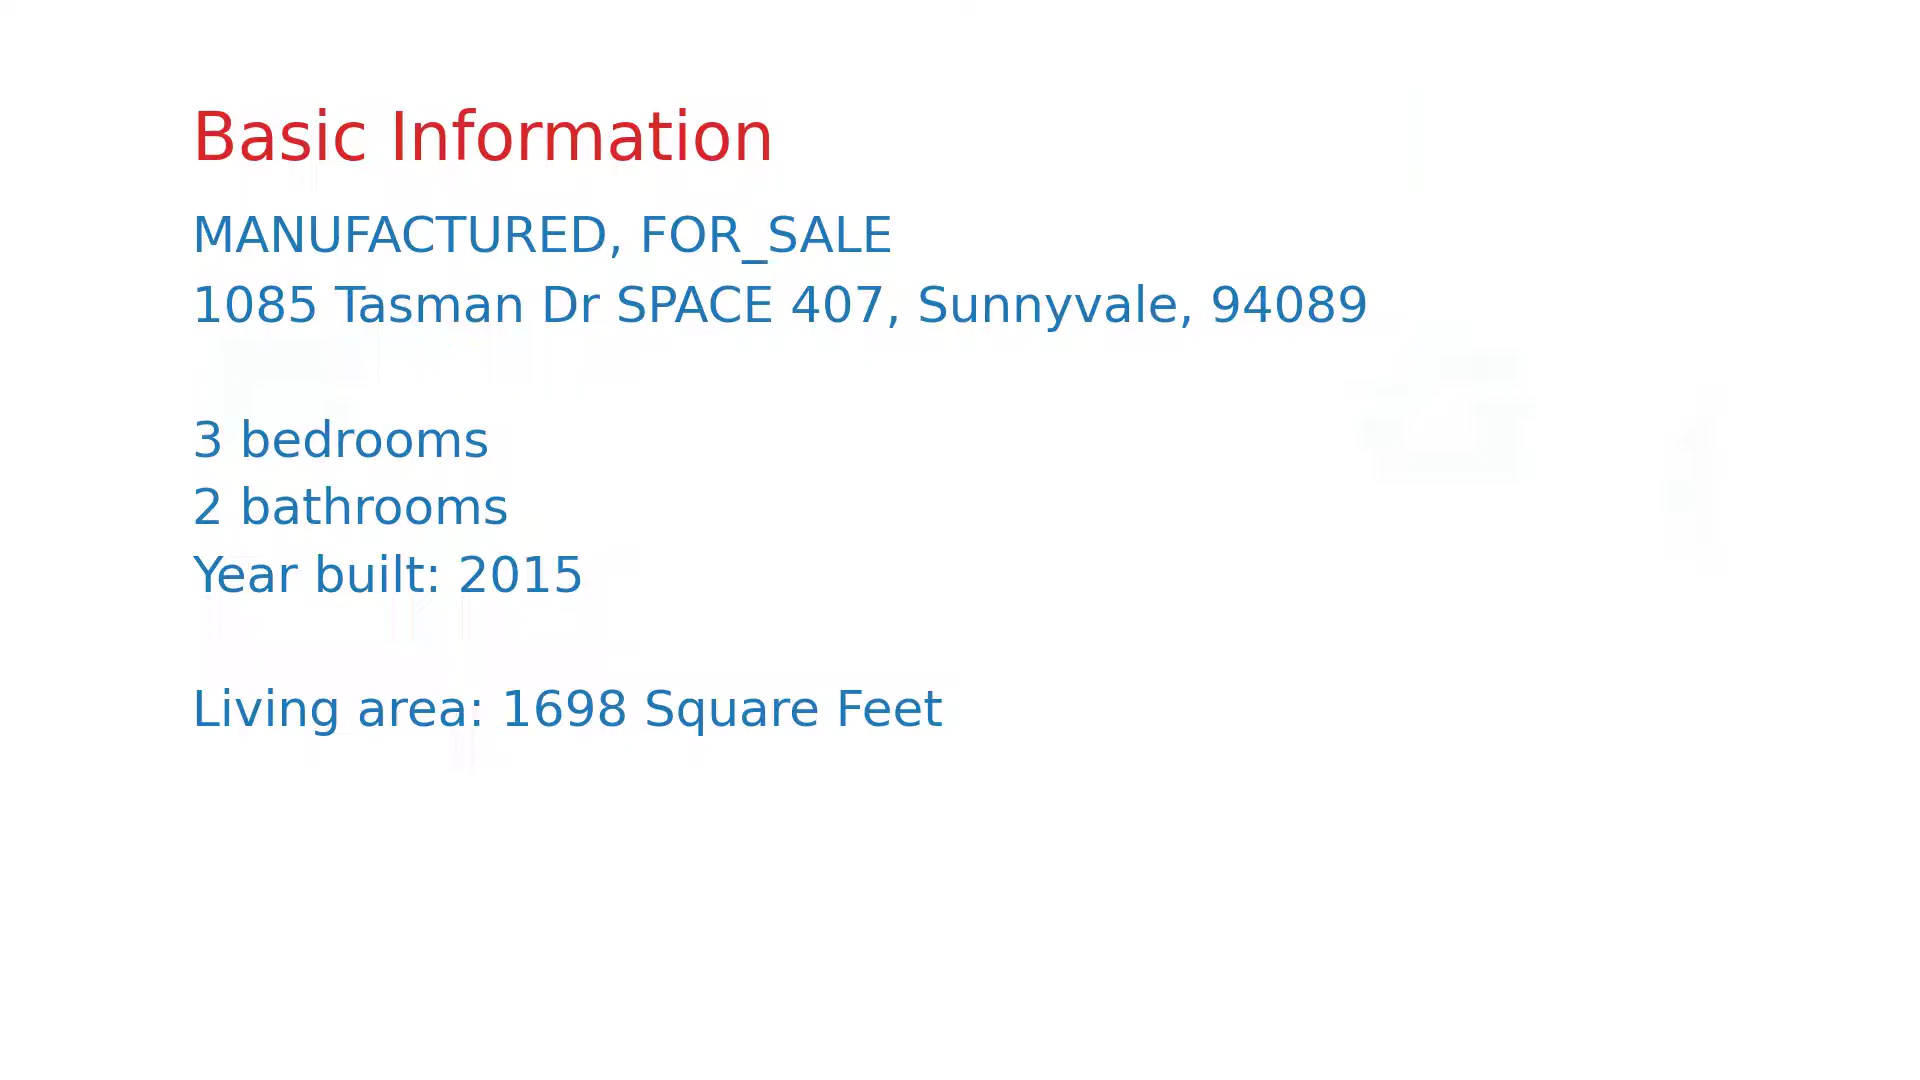 Basic Information
MANUFACTURED, FOR_SALE
1085 Tasman Dr SPACE 407, Sunnyvale, 94089
3 bedrooms
2 bathrooms
Year built: 2015
Living area: 1698 Square Feet